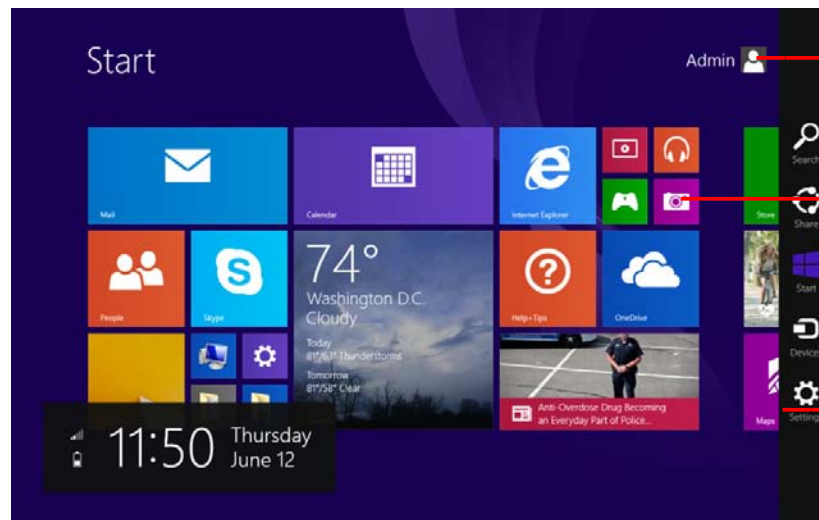 Start
Admin
Search
Mail
Calendar
Internet Explorer
Store
Share
74°
Washington D.C.
Cloudy
Today
81°/63° Thunderstorms
Tomorrow
81°/58° Clear
People
Skype
Help+Tips
OneDrive
Start
Devices
Anti-Overdose Drug Becoming
an Everyday Part of Police...
Maps
Settings
11:50
Thursday
June 12